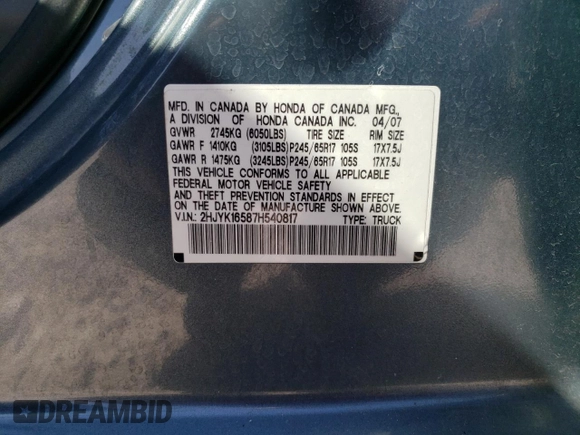 MFD. IN CANADA BY HONDA OF CANADA MFG.,
A DIVISION OF HONDA CANADA INC. 04/07
GVWR 2745KG (6050LBS) TIRE SIZE RIM SIZE
GAWR F 1410KG (3105LBS) P245/65R17 105S 17X7.5J
GAWR R 1475KG (3245LBS) P245/65R17 105S 17X7.5J
THIS VEHICLE CONFORMS TO ALL APPLICABLE
FEDERAL MOTOR VEHICLE SAFETY
AND THEFT PREVENTION STANDARDS IN EFFECT
ON THE DATE OF MANUFACTURE SHOWN ABOVE.
V.I.N.: 2HJYK16587H540817 TYPE: TRUCK
DREAMBID